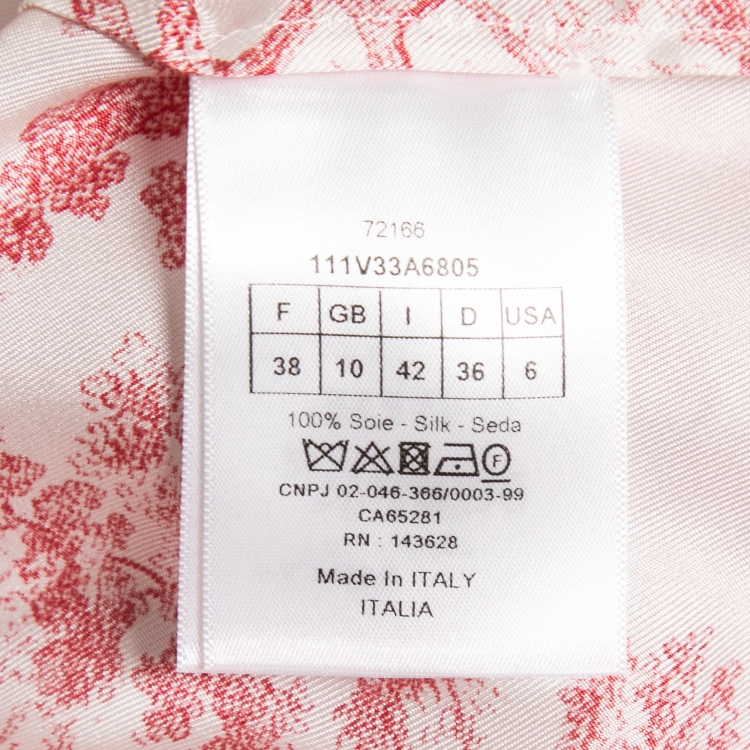 72166
111V33A6805
F GB I D USA
38 10 42 36 6
100% Soie - Silk - Seda
F
CNPJ 02-046-366/0003-99
CA65281
RN : 143628
Made In ITALY
ITALIA